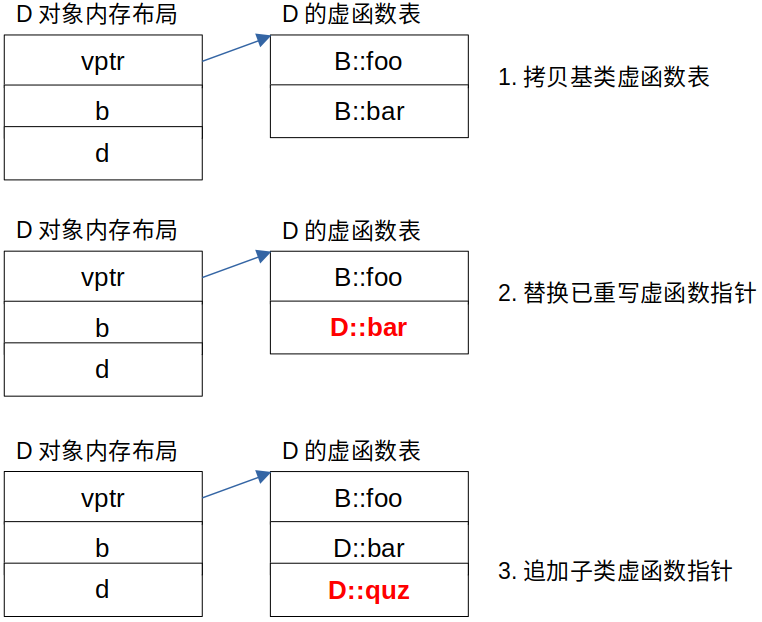 D 对象内存布局
D 的虚函数表
vptr
B::foo
1. 拷贝基类虚函数表
b
B::bar
d
D 对象内存布局
D 的虚函数表
vptr
B::foo
2. 替换已重写虚函数指针
b
D::bar
d
D 对象内存布局
D 的虚函数表
vptr
B::foo
b
D::bar
3. 追加子类虚函数指针
d
D::quz